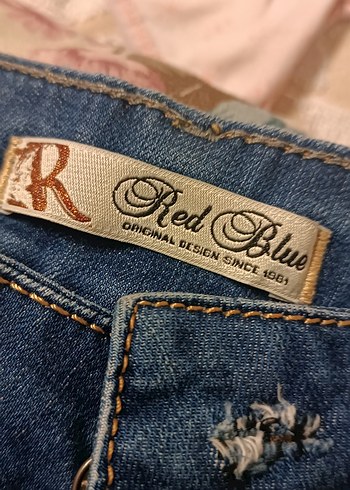 R
Red Blue
ORIGINAL DESIGN SINCE 1981